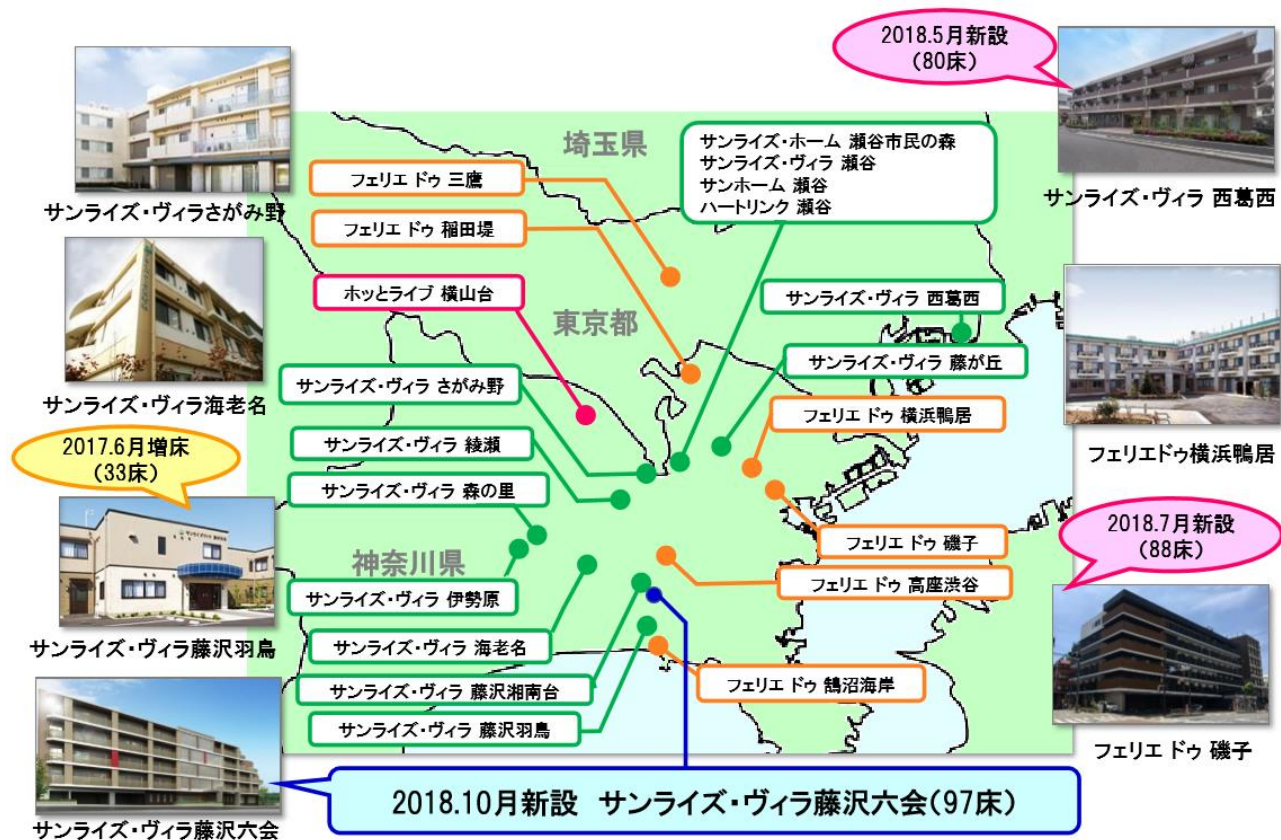 2018.5月新設
(80床)
サンライズ・ヴィラさがみ野
サンライズ・ヴィラ 西葛西
埼玉県
サンライズ・ホーム 瀬谷市民の森
サンライズ・ヴィラ 瀬谷
サンホーム 瀬谷
ハートリンク 瀬谷
フェリエ ドゥ 三鷹
フェリエ ドゥ 稲田堤
ホッとライブ 横山台
東京都
サンライズ・ヴィラ 西葛西
サンライズ・ヴィラ 藤が丘
サンライズ・ヴィラ海老名
サンライズ・ヴィラ さがみ野
フェリエ ドゥ 横浜鴨居
フェリエドゥ横浜鴨居
2017.6月増床
(33床)
サンライズ・ヴィラ 綾瀬
サンライズ・ヴィラ 森の里
2018.7月新設
(88床)
フェリエ ドゥ 磯子
神奈川県
フェリエ ドゥ 高座渋谷
サンライズ・ヴィラ 伊勢原
サンライズ・ヴィラ藤沢羽鳥
サンライズ・ヴィラ 海老名
サンライズ・ヴィラ 藤沢湘南台
フェリエ ドゥ 鵠沼海岸
サンライズ・ヴィラ 藤沢羽鳥
フェリエ ドゥ 磯子
2018.10月新設 サンライズ・ヴィラ藤沢六会(97床)
サンライズ・ヴィラ藤沢六会